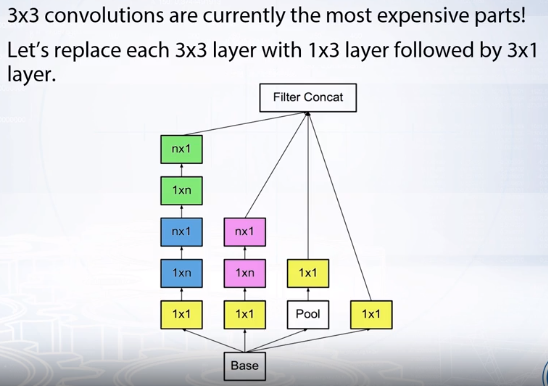 3x3 convolutions are currently the most expensive parts!
Let's replace each 3x3 layer with 1x3 layer followed by 3x1
layer.
Filter Concat
nx1
1xn
nx1 nx1
1xn 1xn 1x1
1x1 1x1 Pool 1x1
Base